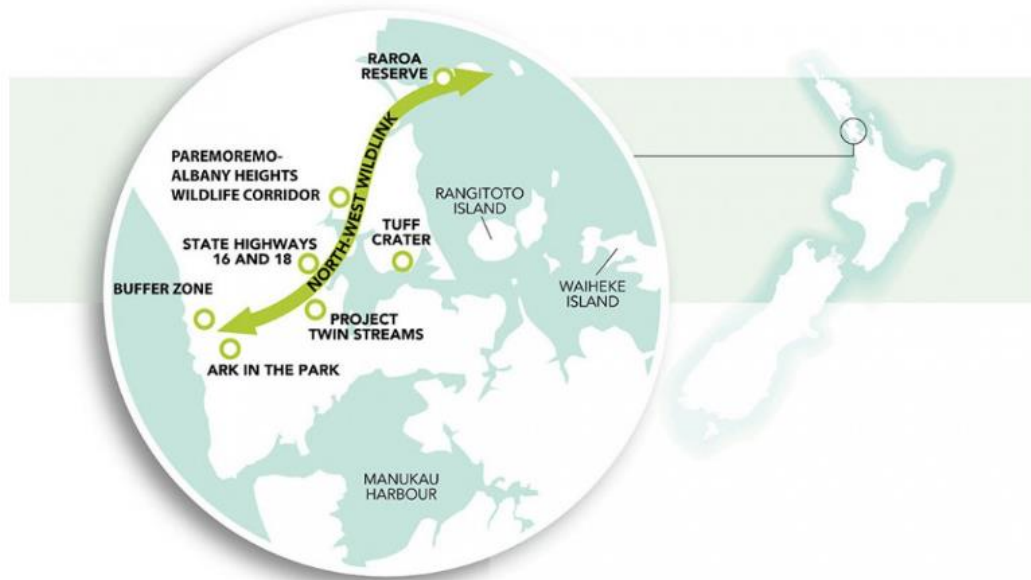 RAROA
RESERVE
NORTH-WEST WILDLINK
PAREMOREMO-
ALBANY HEIGHTS
WILDLIFE CORRIDOR
RANGITOTO
ISLAND
TUFF
CRATER
STATE HIGHWAYS
16 AND 18
WAIHEKE
ISLAND
BUFFER ZONE
PROJECT
TWIN STREAMS
ARK IN THE PARK
MANUKAU
HARBOUR